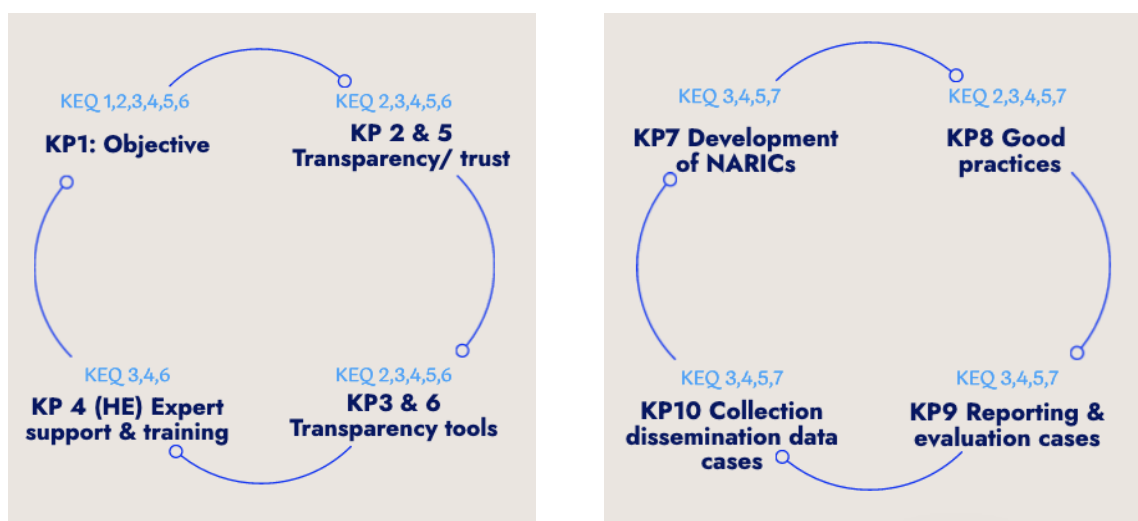 KEQ 1,2,3,4,5,6
KP1: Objective
KEQ 2,3,4,5,6
KP 2 & 5
Transparency/ trust
KEQ 3,4,6
KP 4 (HE) Expert
support & training
KEQ 2,3,4,5,6
KP3 & 6
Transparency tools
KEQ 3,4,5,7
KP7 Development
of NARICs
KEQ 2,3,4,5,7
KP8 Good
practices
KEQ 3,4,5,7
KP10 Collection
dissemination data
cases
KEQ 3,4,5,7
KP9 Reporting &
evaluation cases